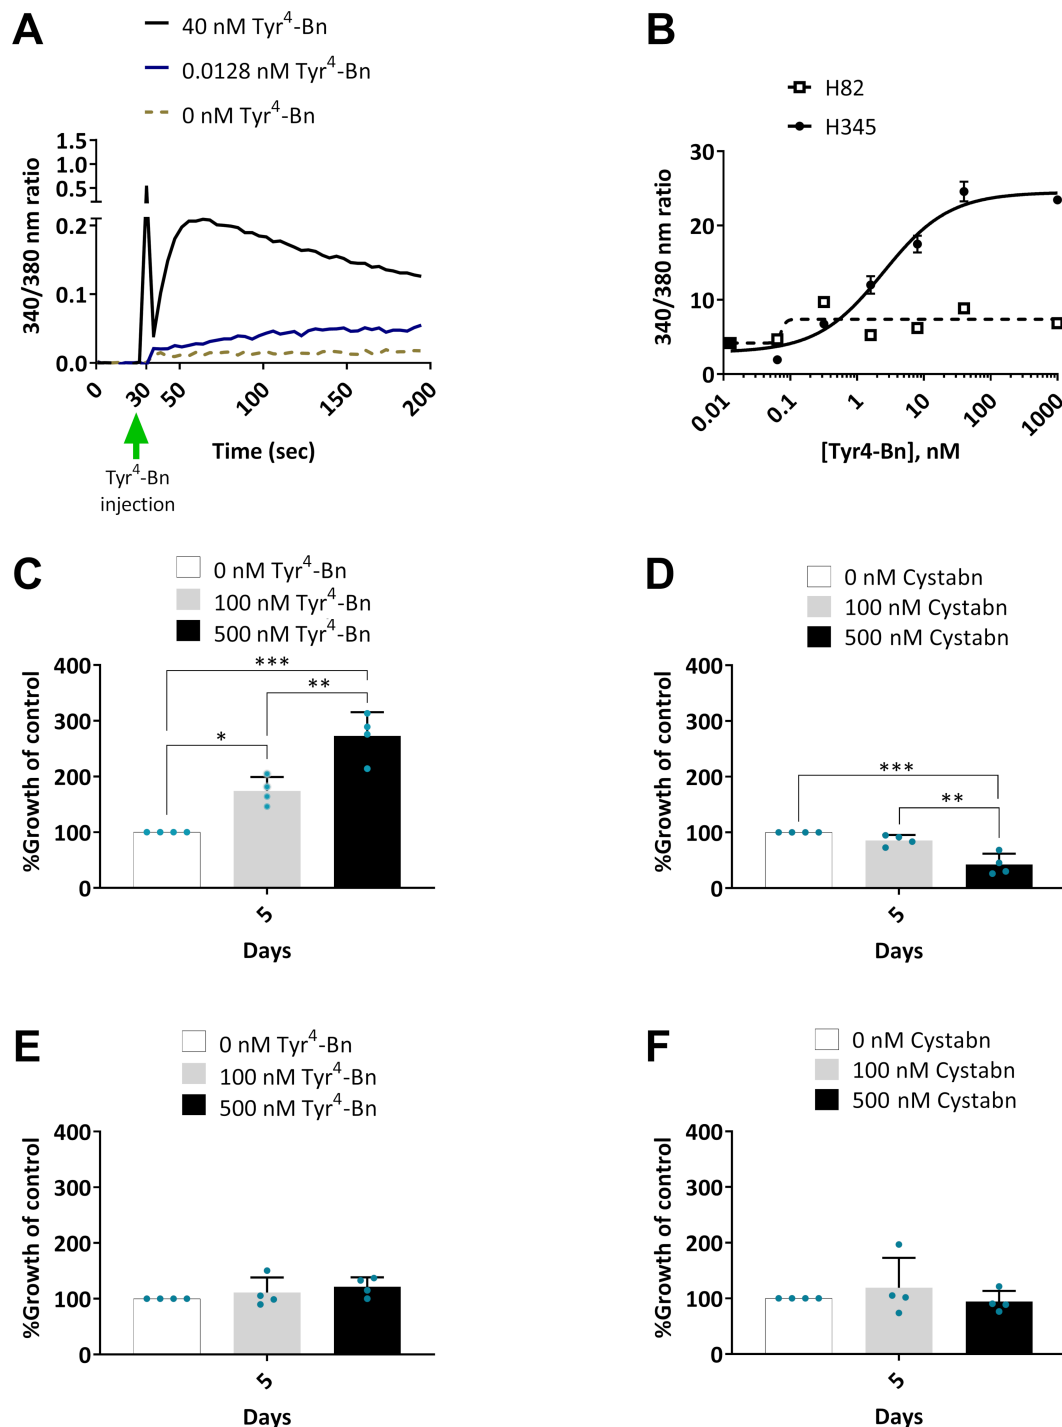 A
40 nM Tyr⁴-Bn
0.0128 nM Tyr⁴-Bn
0 nM Tyr⁴-Bn
340/380 nm ratio
1.5
1.0
0.5
0.2
0.1
0.0
0 30 50 100 150 200
Time (sec)
Tyr⁴-Bn
injection
B
H82
H345
340/380 nm ratio
30
20
10
0
0.01 0.1 1 10 100 1000
[Tyr4-Bn], nM
C
0 nM Tyr⁴-Bn
100 nM Tyr⁴-Bn
500 nM Tyr⁴-Bn
%Growth of control
400
300
200
100
0
***
**
*
5
Days
D
0 nM Cystabn
100 nM Cystabn
500 nM Cystabn
%Growth of control
400
300
200
100
0
***
**
5
Days
E
0 nM Tyr⁴-Bn
100 nM Tyr⁴-Bn
500 nM Tyr⁴-Bn
%Growth of control
400
300
200
100
0
5
Days
F
0 nM Cystabn
100 nM Cystabn
500 nM Cystabn
%Growth of control
400
300
200
100
0
5
Days